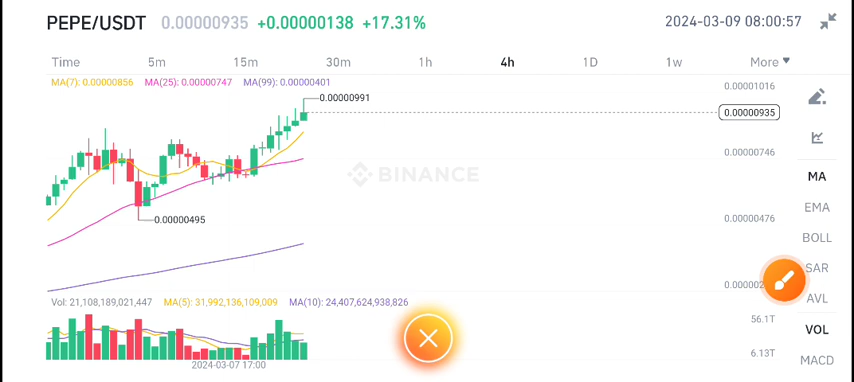 PEPE/USDT 0.00000935 +0.00000138 +17.31% 2024-03-09 08:00:57
Time 5m 15m 30m 1h 4h 1D 1w More
MA(7): 0.00000856 MA(25): 0.00000747 MA(99): 0.00000401
0.00001016
0.00000991
0.00000935
0.00000746
BINANCE
0.00000495
0.00000476
MA
EMA
BOLL
SAR
AVL
VOL
MACD
Vol: 21,108,189,021,447 MA(5): 31,992,136,109,009 MA(10): 24,407,624,938,826
56.1T
6.13T
2024-03-07 17:00